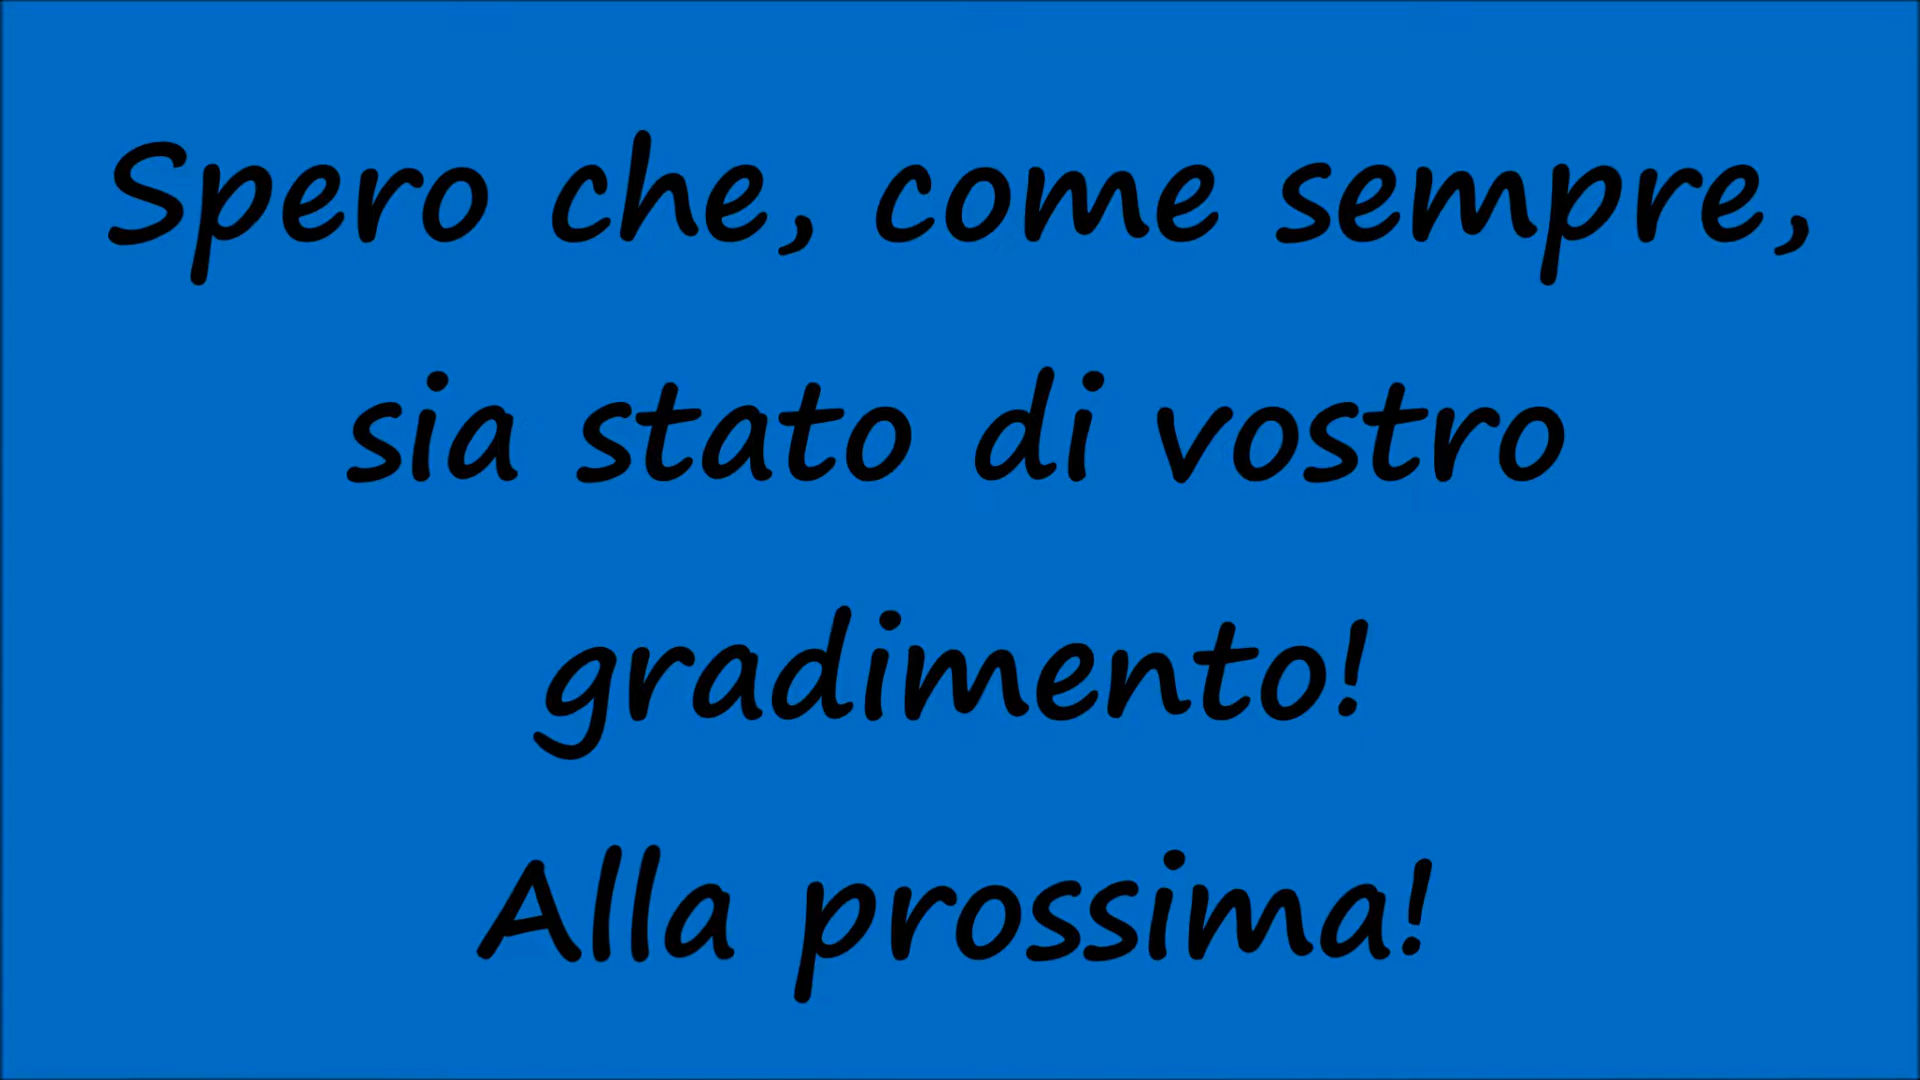 Spero che, come sempre,
sia stato di vostro
gradimento!
Alla prossima!